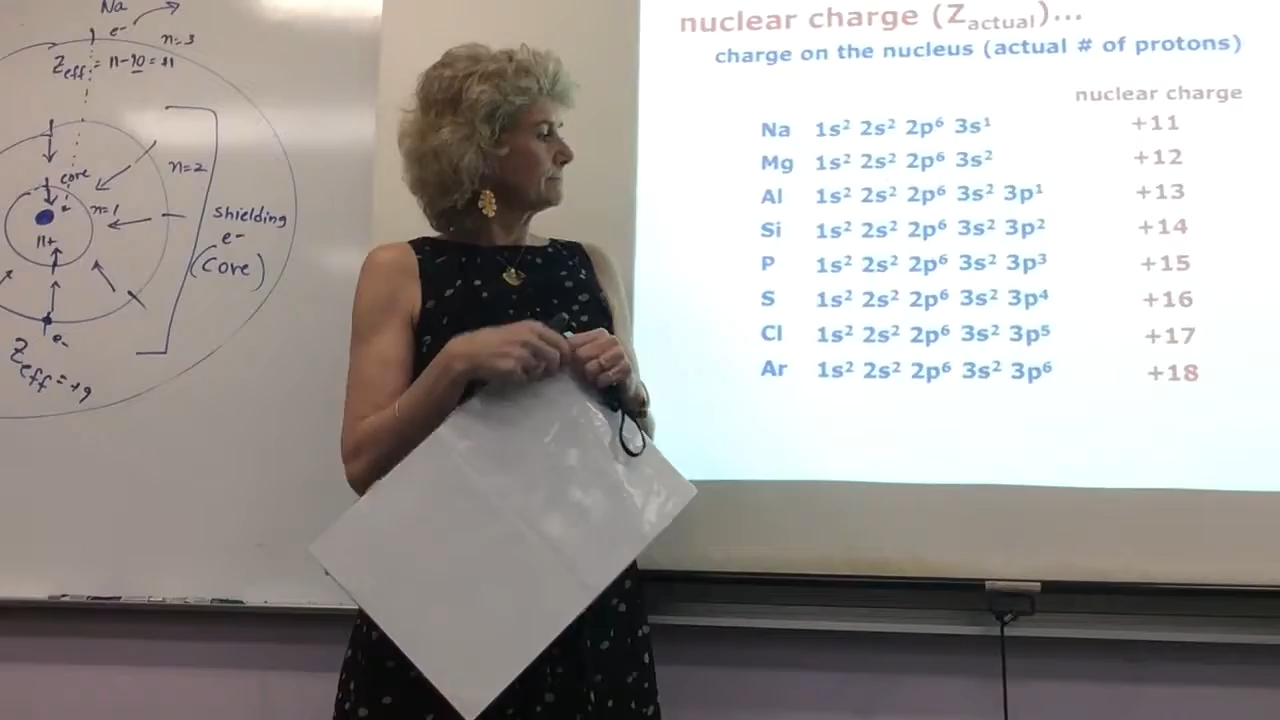 Na
e-
n=3
Zeff = 11-10 = +1
n=2
core
e-
n=1
11+
shielding
e-
(core)
e-
Zeff = +9
nuclear charge (Zactual)...
charge on the nucleus (actual # of protons)
nuclear charge
Na 1s² 2s² 2p⁶ 3s¹ +11
Mg 1s² 2s² 2p⁶ 3s² +12
Al 1s² 2s² 2p⁶ 3s² 3p¹ +13
Si 1s² 2s² 2p⁶ 3s² 3p² +14
P 1s² 2s² 2p⁶ 3s² 3p³ +15
S 1s² 2s² 2p⁶ 3s² 3p⁴ +16
Cl 1s² 2s² 2p⁶ 3s² 3p⁵ +17
Ar 1s² 2s² 2p⁶ 3s² 3p⁶ +18